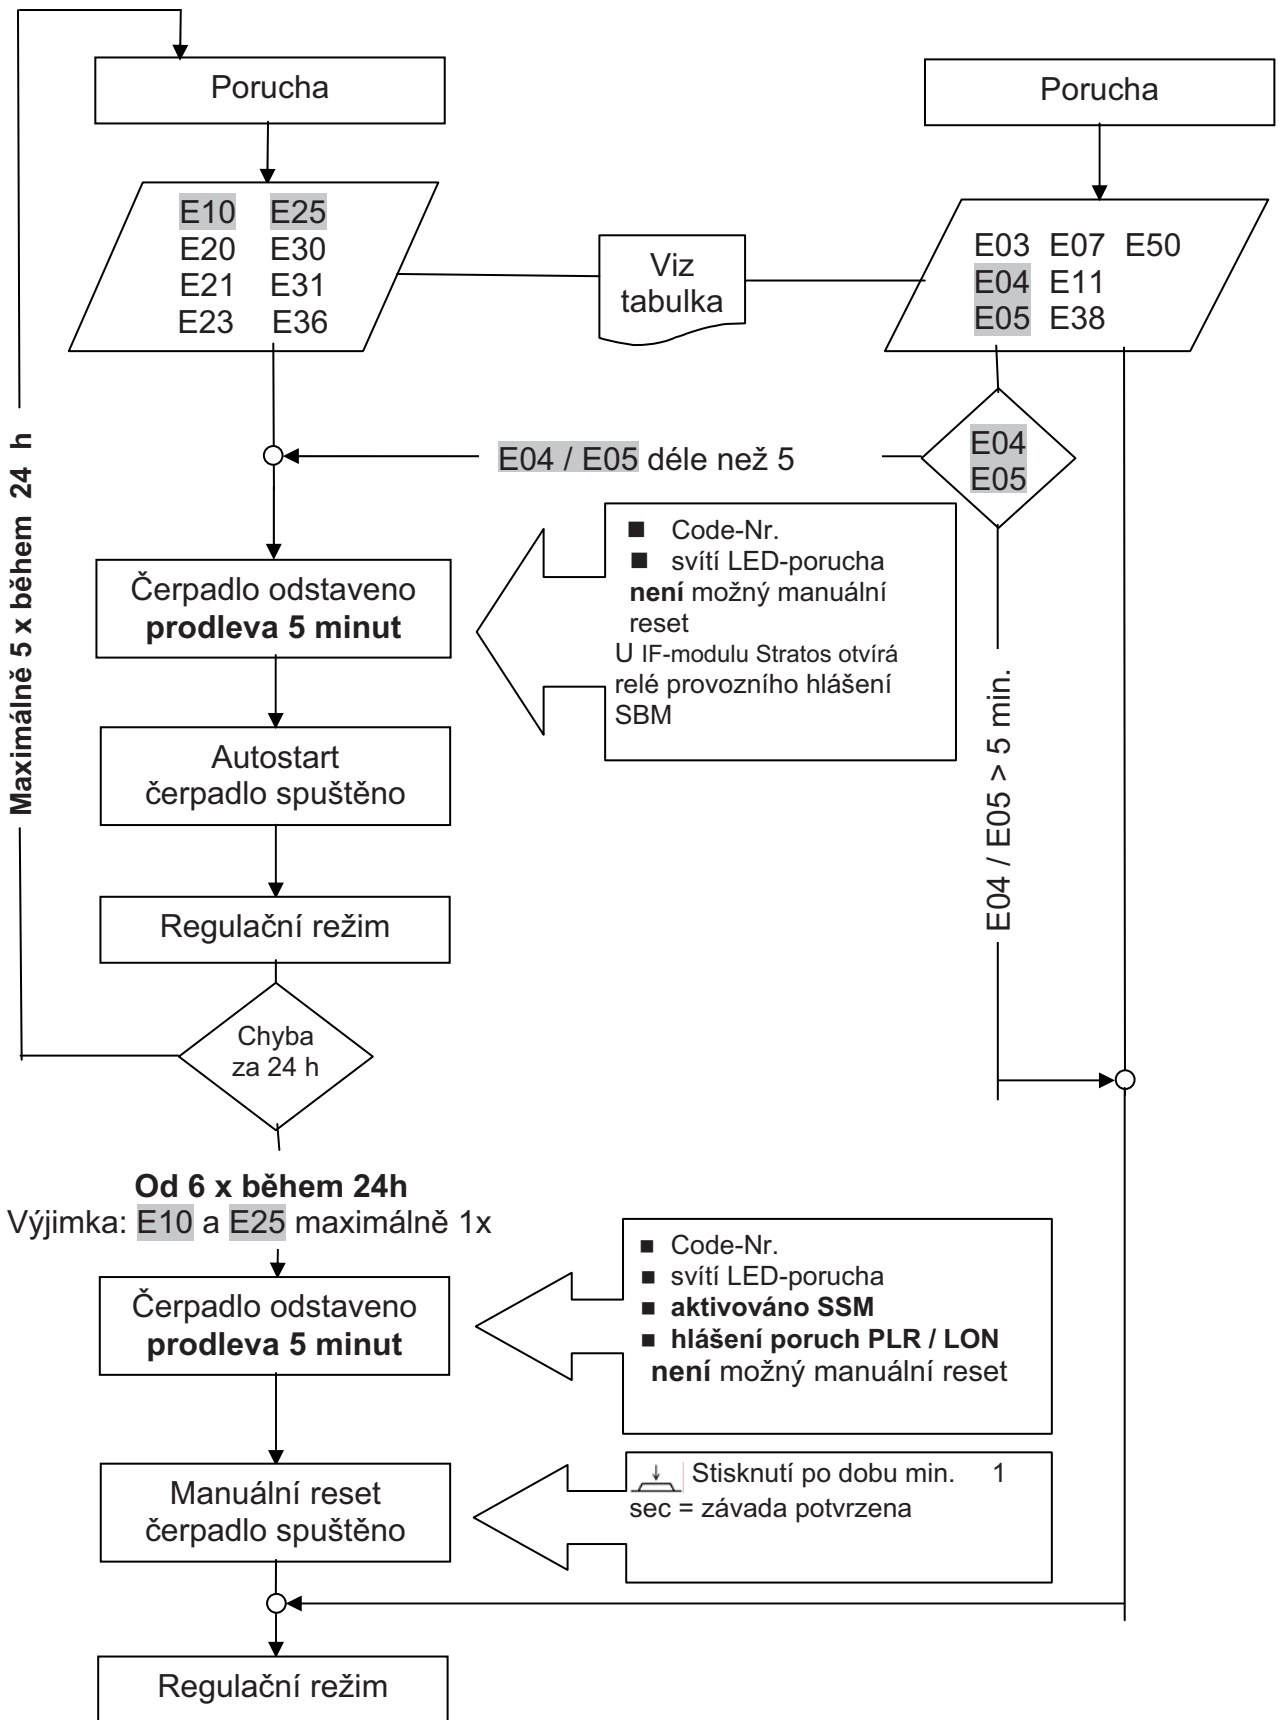 Porucha
Porucha
E10 E25
E20 E30
E21 E31
E23 E36
Viz
tabulka
E03 E07 E50
E04 E11
E05 E38
E04
E05
E04 / E05 déle než 5
Maximálně 5 x během 24 h
Code-Nr.
svítí LED-porucha
není možný manuální
reset
U IF-modulu Stratos otvírá
relé provozního hlášení
SBM
Čerpadlo odstaveno
prodleva 5 minut
E04 / E05 > 5 min.
Autostart
čerpadlo spuštěno
Regulační režim
Chyba
za 24 h
Od 6 x během 24h
Výjimka: E10 a E25 maximálně 1x
Čerpadlo odstaveno
prodleva 5 minut
Code-Nr.
svítí LED-porucha
aktivováno SSM
hlášení poruch PLR / LON
není možný manuální reset
Manuální reset
čerpadlo spuštěno
Stisknutí po dobu min. 1
sec = závada potvrzena
Regulační režim